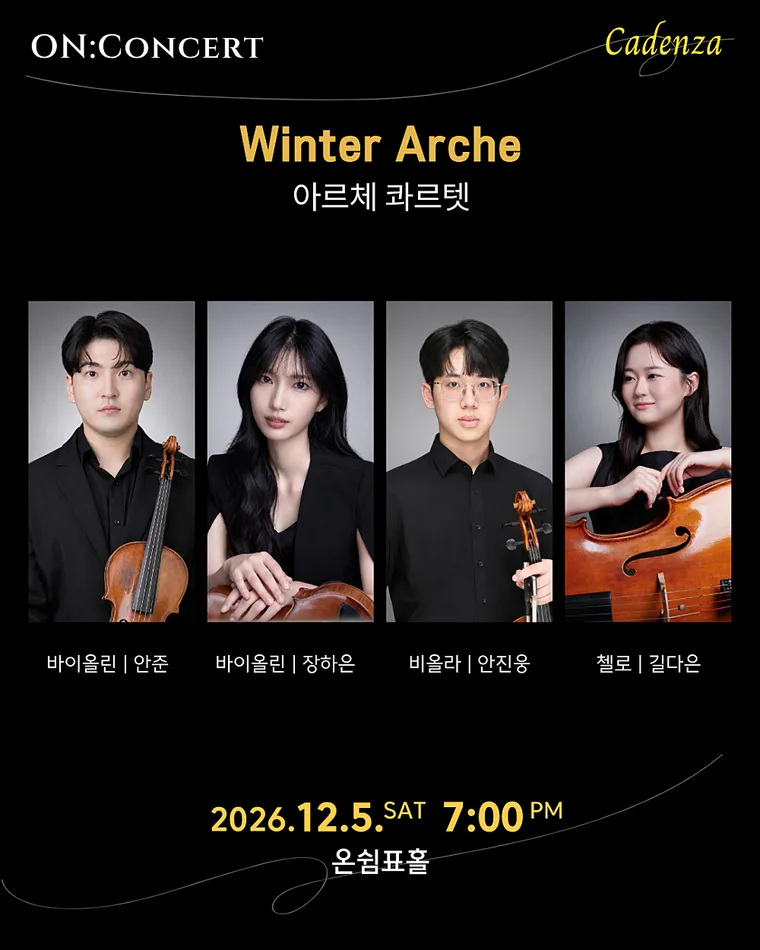 ON:CONCERT
Cadenza
Winter Arche
아르체 콰르텟
바이올린 | 안준
바이올린 | 장하은
비올라 | 안진웅
첼로 | 길다은
2026.12.5.SAT 7:00 PM
온쉼표홀